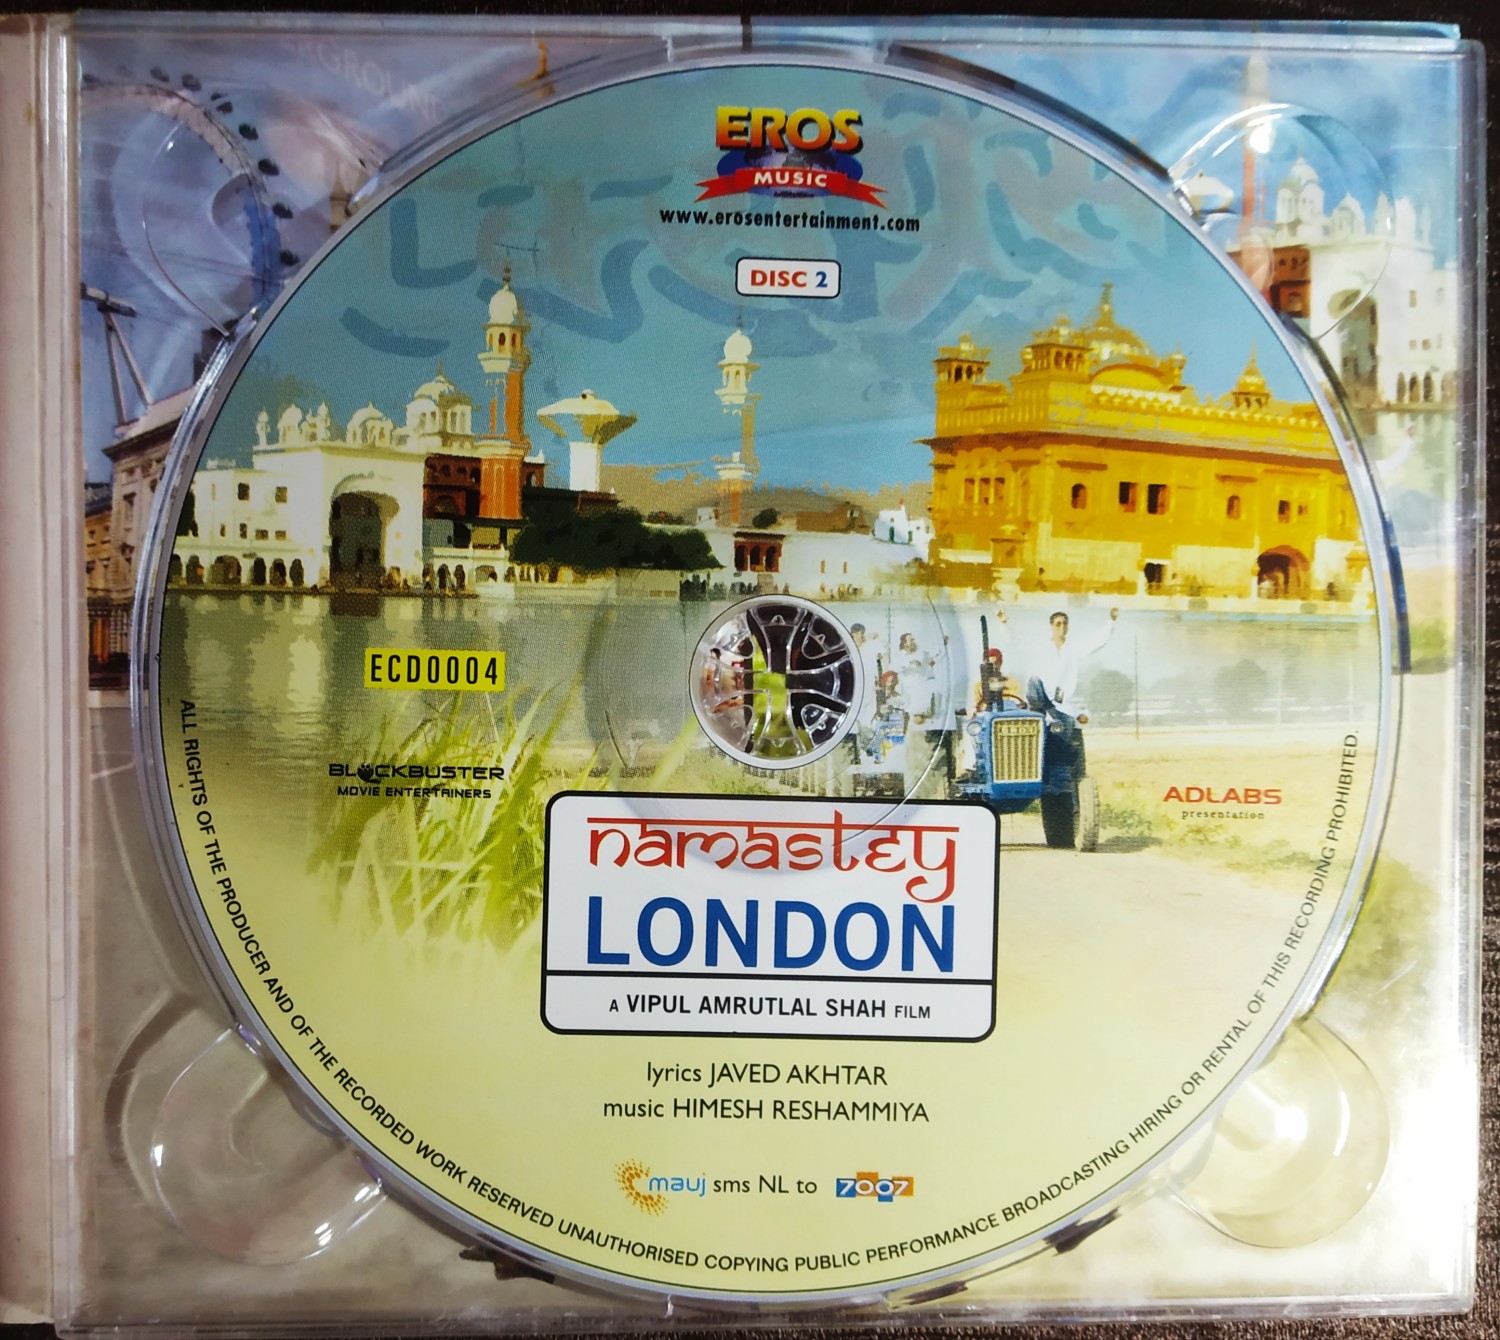 EROS
MUSIC
www.erosentertainment.com
DISC 2
ECD0004
BLOCKBUSTER
MOVIE ENTERTAINERS
ADLABS
presentation
namastey
LONDON
A VIPUL AMRUTLAL SHAH FILM
lyrics JAVED AKHTAR
music HIMESH RESHAMMIYA
mauj sms NL to 7007
ALL RIGHTS OF THE PRODUCER AND OF THE RECORDED WORK RESERVED UNAUTHORISED COPYING PUBLIC PERFORMANCE BROADCASTING HIRING OR RENTAL OF THIS RECORDING PROHIBITED.